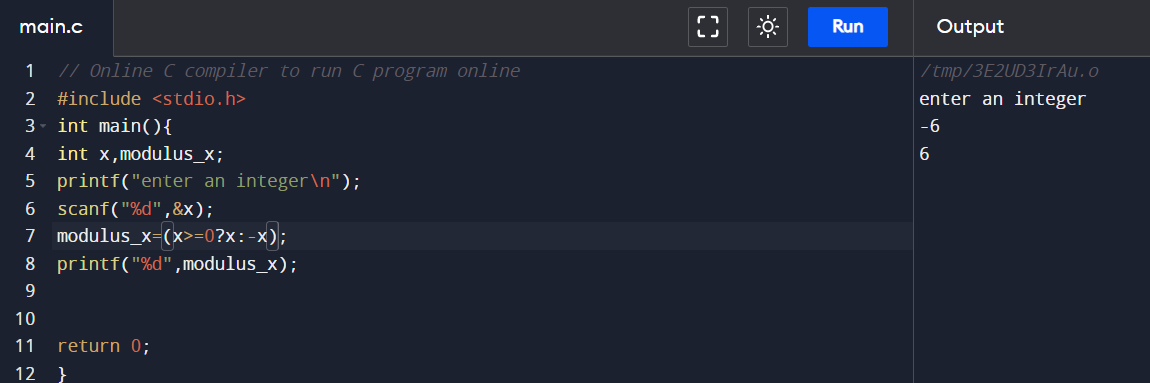 main.c
Run
Output
1 // Online C compiler to run C program online
2 #include <stdio.h>
3 int main(){
4 int x,modulus_x;
5 printf("enter an integer\n");
6 scanf("%d",&x);
7 modulus_x=(x>=0?x:-x);
8 printf("%d",modulus_x);
9
10
11 return 0;
12 }
/tmp/3E2UD3IrAu.o
enter an integer
-6
6